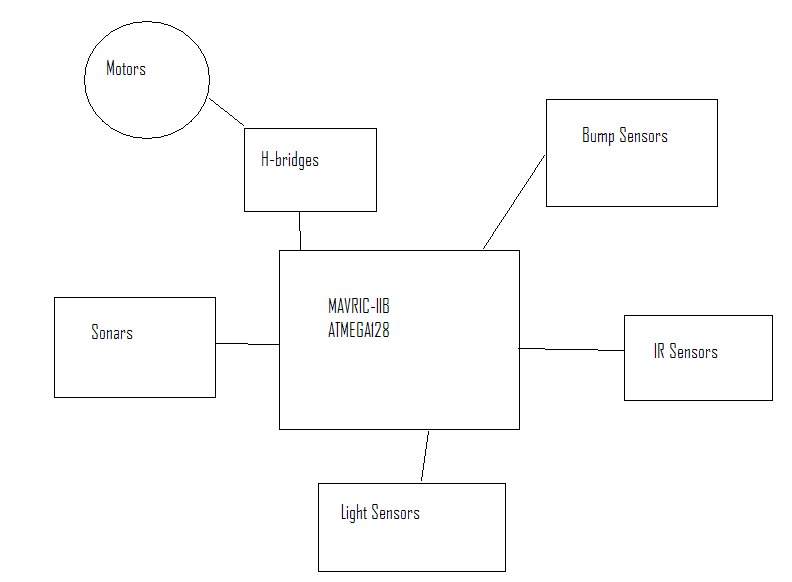 Motors
H-bridges
Bump Sensors
MAVRIC-IIB
ATMEGA128
Sonars
IR Sensors
Light Sensors